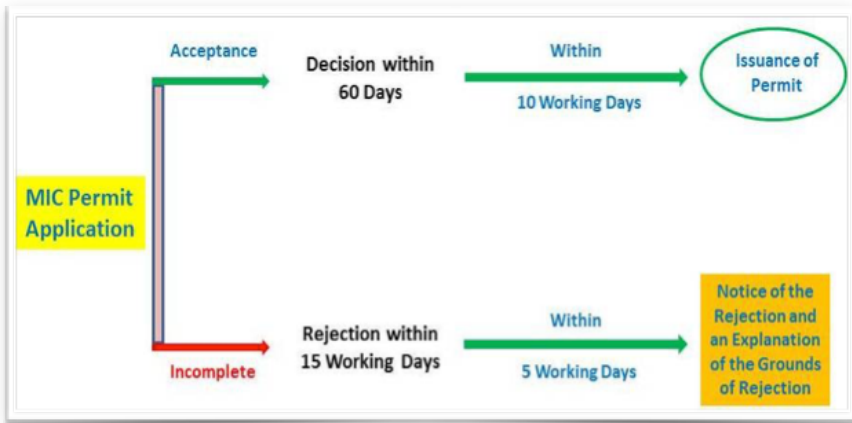 Acceptance
Decision within
60 Days
Within
10 Working Days
Issuance of
Permit
MIC Permit
Application
Incomplete
Rejection within
15 Working Days
Within
5 Working Days
Notice of the
Rejection and
an Explanation
of the Grounds
of Rejection